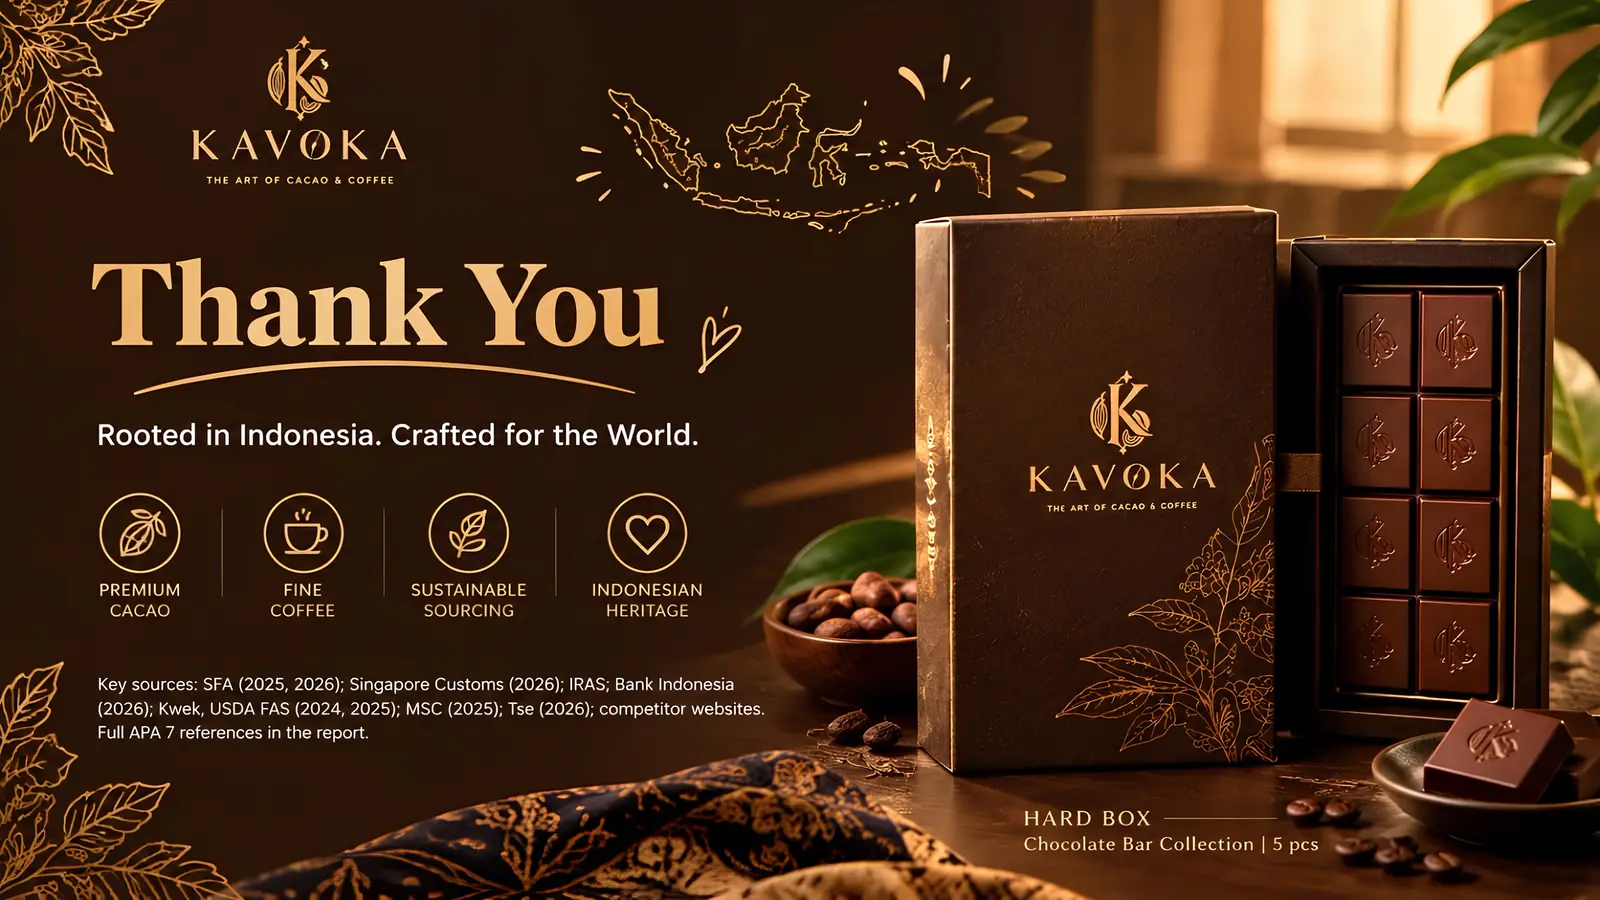 KAVOKA
THE ART OF CACAO & COFFEE
Thank You
Rooted in Indonesia. Crafted for the World.
PREMIUM
CACAO
FINE
COFFEE
SUSTAINABLE
SOURCING
INDONESIAN
HERITAGE
Key sources: SFA (2025, 2026); Singapore Customs (2026); IRAS; Bank Indonesia
(2026); Kwek, USDA FAS (2024, 2025); MSC (2025); Tse (2026); competitor websites.
Full APA 7 references in the report.
K
KAVOKA
THE ART OF CACAO & COFFEE
HARD BOX
Chocolate Bar Collection | 5 pcs